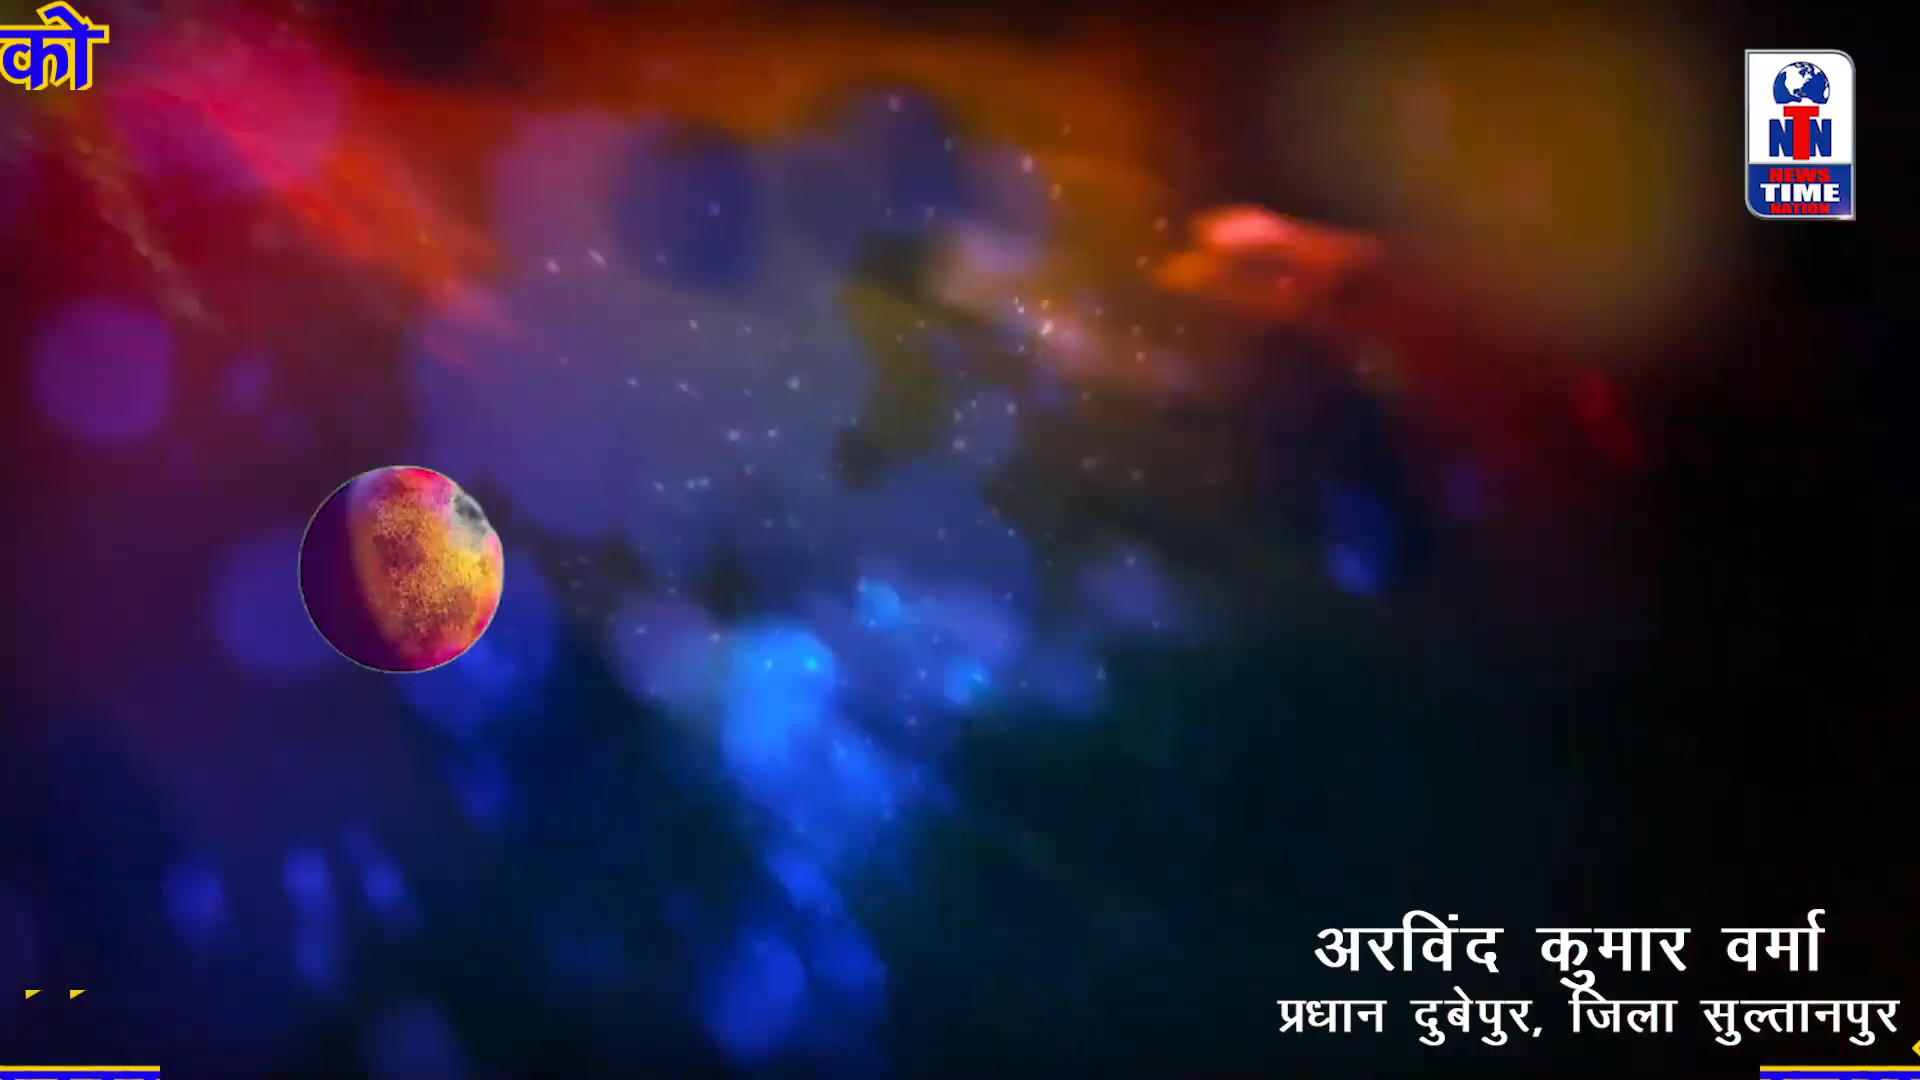 को
NTN
NEWS
TIME
NATION
अरविंद कुमार वर्मा
प्रधान दुबेपुर, जिला सुल्तानपुर